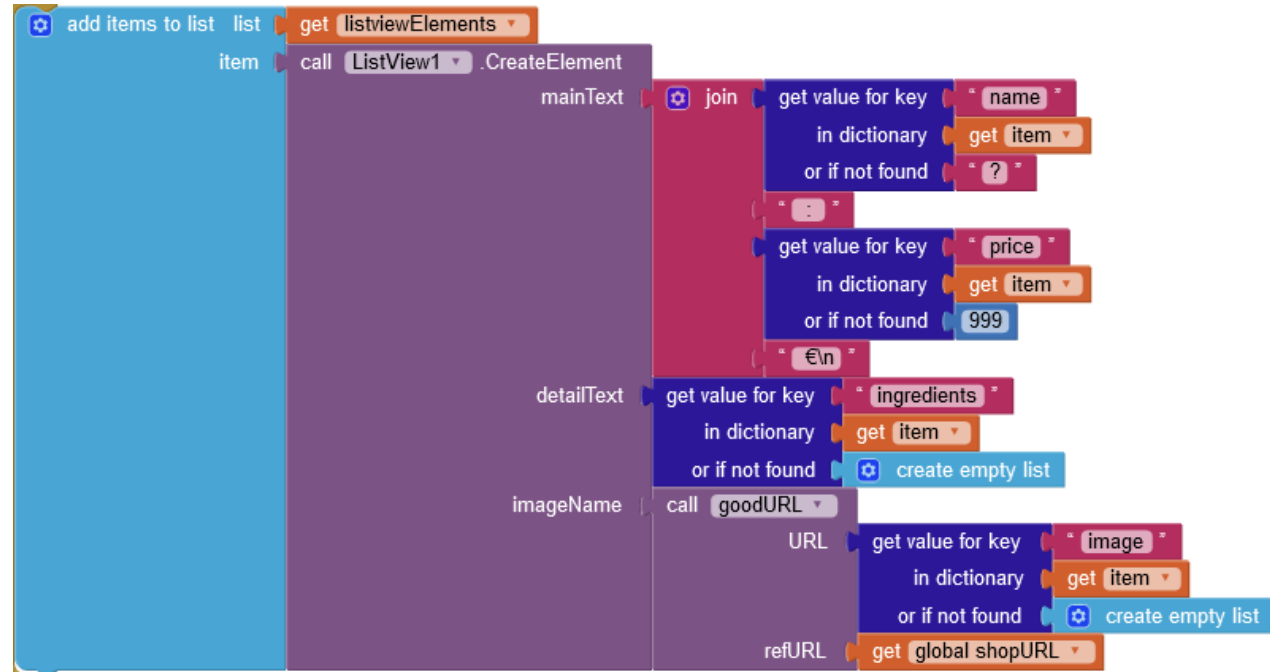 add items to list list get listviewElements
item call ListView1 .CreateElement
mainText join get value for key “ name ”
in dictionary get item
or if not found “ ? ”
“ : ”
get value for key “ price ”
in dictionary get item
or if not found 999
“ €\n ”
detailText get value for key “ ingredients ”
in dictionary get item
or if not found create empty list
imageName call goodURL
URL get value for key “ image ”
in dictionary get item
or if not found create empty list
refURL get global shopURL